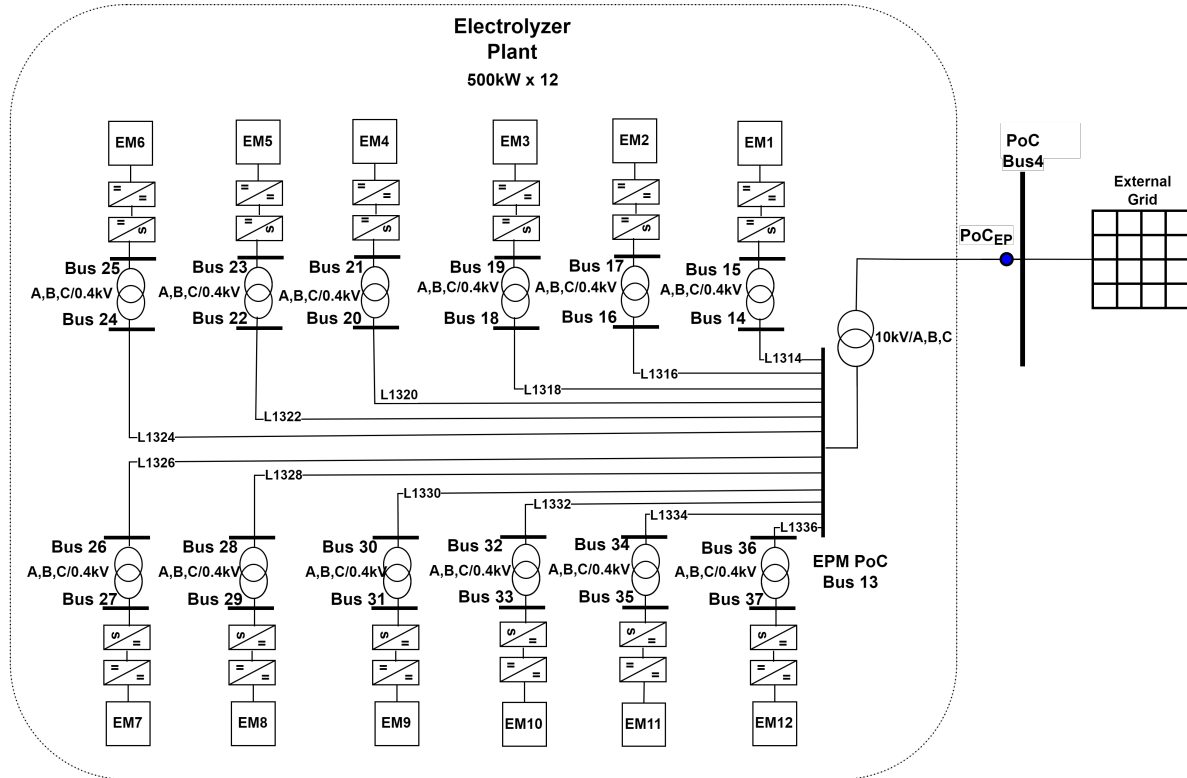 Electrolyzer
Plant
500kW x 12
EM6
EM5
EM4
EM3
EM2
EM1
PoC
Bus4
External
Grid
PoCEP
=
=
=
=
=
=
=
=
=
=
=
=
= s
= s
= s
= s
= s
= s
Bus 25
Bus 23
Bus 21
Bus 19
Bus 17
Bus 15
A,B,C/0.4kV
A,B,C/0.4kV
A,B,C/0.4kV
A,B,C/0.4kV
A,B,C/0.4kV
A,B,C/0.4kV
Bus 24
Bus 22
Bus 20
Bus 18
Bus 16
Bus 14
10kV/A,B,C
L1314
L1316
L1318
L1320
L1322
L1324
L1326
L1328
L1330
L1332
L1334
L1336
Bus 26
Bus 28
Bus 30
Bus 32
Bus 34
Bus 36
EPM PoC
Bus 13
A,B,C/0.4kV
A,B,C/0.4kV
A,B,C/0.4kV
A,B,C/0.4kV
A,B,C/0.4kV
A,B,C/0.4kV
Bus 27
Bus 29
Bus 31
Bus 33
Bus 35
Bus 37
s =
s =
s =
s =
s =
s =
=
=
=
=
=
=
=
=
=
=
=
=
EM7
EM8
EM9
EM10
EM11
EM12